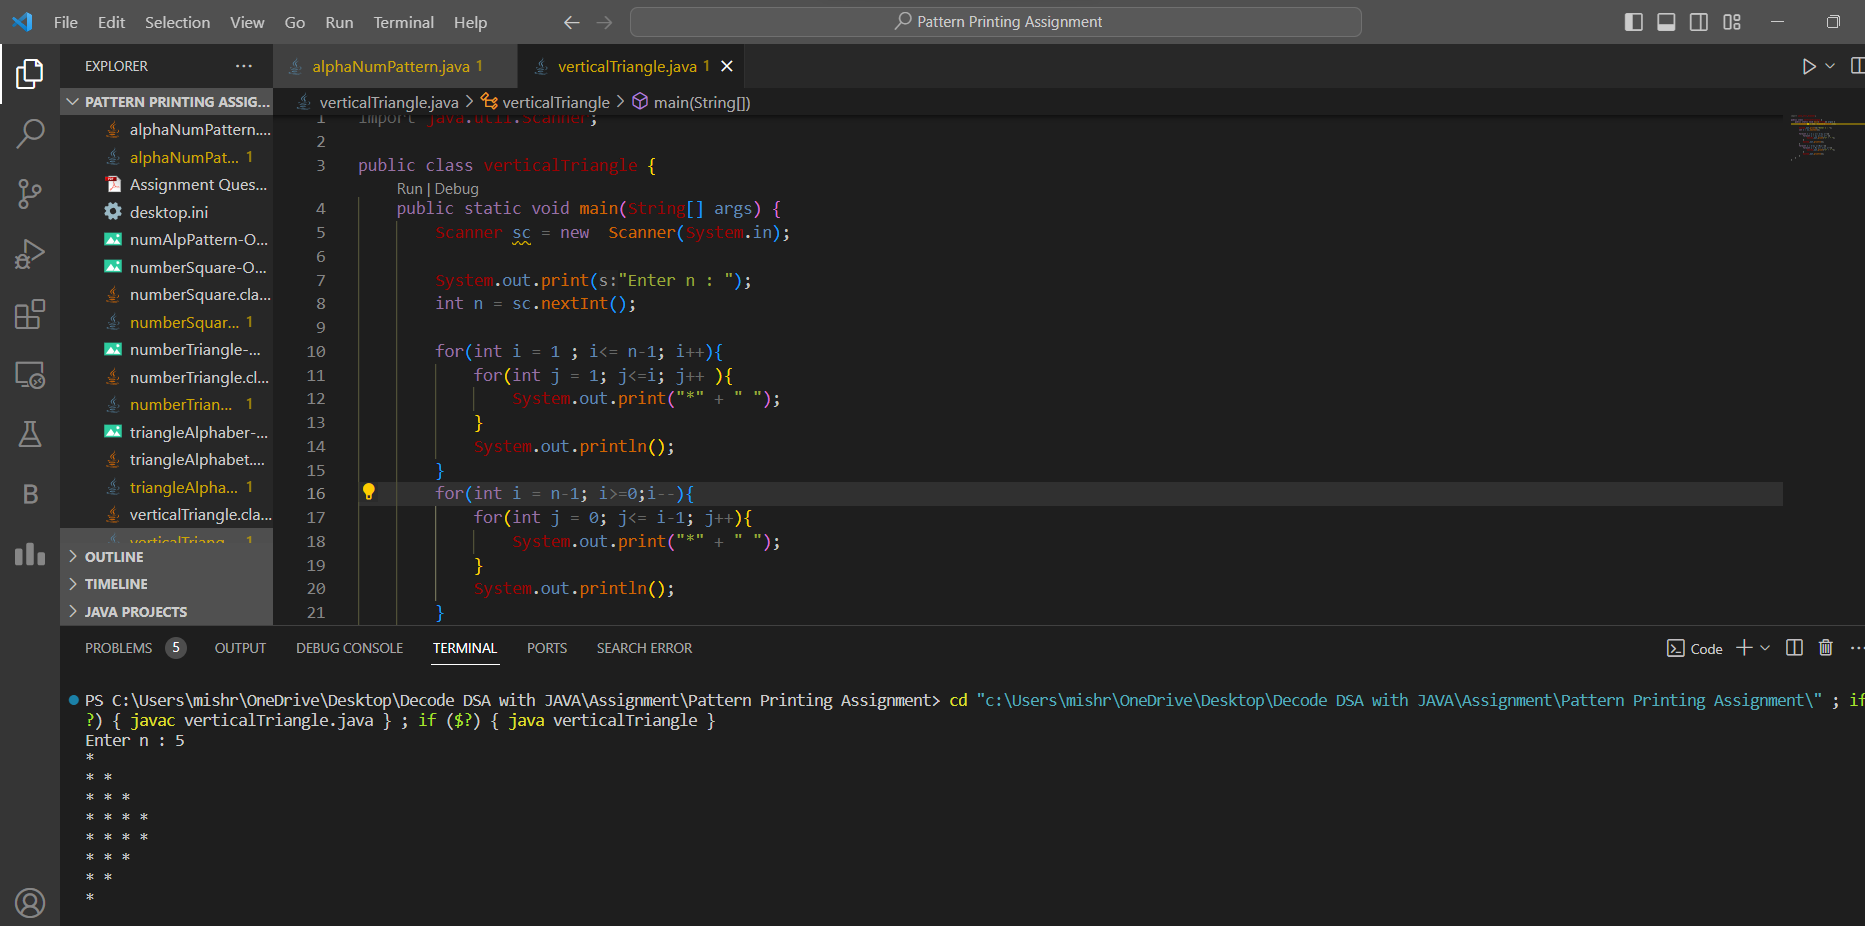 File Edit Selection View Go Run Terminal Help
Pattern Printing Assignment
EXPLORER
PATTERN PRINTING ASSIG...
alphaNumPattern....
alphaNumPat... 1
Assignment Ques...
desktop.ini
numAlpPattern-O...
numberSquare-O...
numberSquare.cla...
numberSquar... 1
numberTriangle-...
numberTriangle.cl...
numberTrian... 1
triangleAlphaber-...
triangleAlphabet....
triangleAlpha... 1
verticalTriangle.cla...
verticalTriang... 1
OUTLINE
TIMELINE
JAVA PROJECTS
B
alphaNumPattern.java 1
verticalTriangle.java 1
verticalTriangle.java > verticalTriangle > main(String[])
1 import java.util.Scanner;
2
3 public class verticalTriangle {
Run | Debug
4 public static void main(String[] args) {
5 Scanner sc = new  Scanner(System.in);
6
7 System.out.print(s:"Enter n : ");
8 int n = sc.nextInt();
9
10 for(int i = 1 ; i<= n-1; i++){
11 for(int j = 1; j<=i; j++ ){
12 System.out.print("*" + " ");
13 }
14 System.out.println();
15 }
16 for(int i = n-1; i>=0;i--){
17 for(int j = 0; j<= i-1; j++){
18 System.out.print("*" + " ");
19 }
20 System.out.println();
21 }
PROBLEMS 5 OUTPUT DEBUG CONSOLE TERMINAL PORTS SEARCH ERROR
Code
PS C:\Users\mishr\OneDrive\Desktop\Decode DSA with JAVA\Assignment\Pattern Printing Assignment> cd "c:\Users\mishr\OneDrive\Desktop\Decode DSA with JAVA\Assignment\Pattern Printing Assignment\" ; if
?) { javac verticalTriangle.java } ; if ($?) { java verticalTriangle }
Enter n : 5
*
* *
* * *
* * * *
* * * *
* * *
* *
*